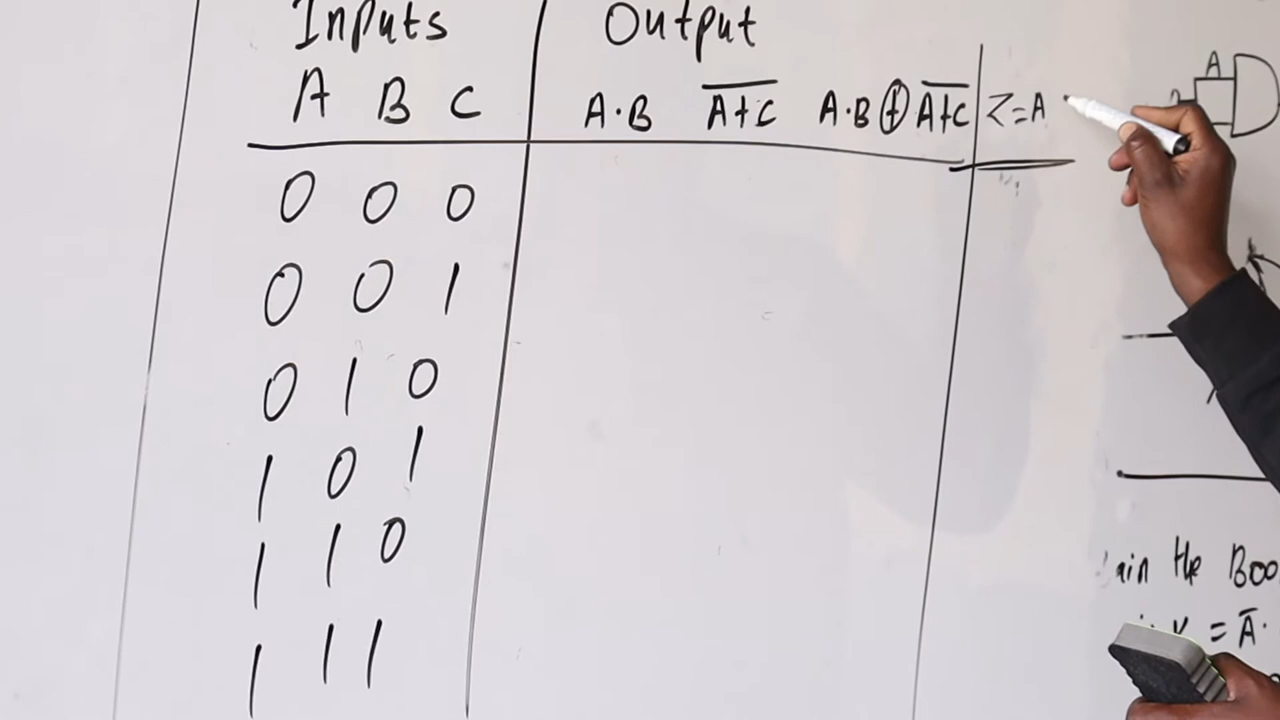 Inputs Output
A B C A·B A̅+̅C̅ A·B ⊕ A̅+̅C̅ Z=A
A
0 0 0
0 0 1
0 1 0
1 0 1
1 1 0
1 1 1
the Boo
= A̅·